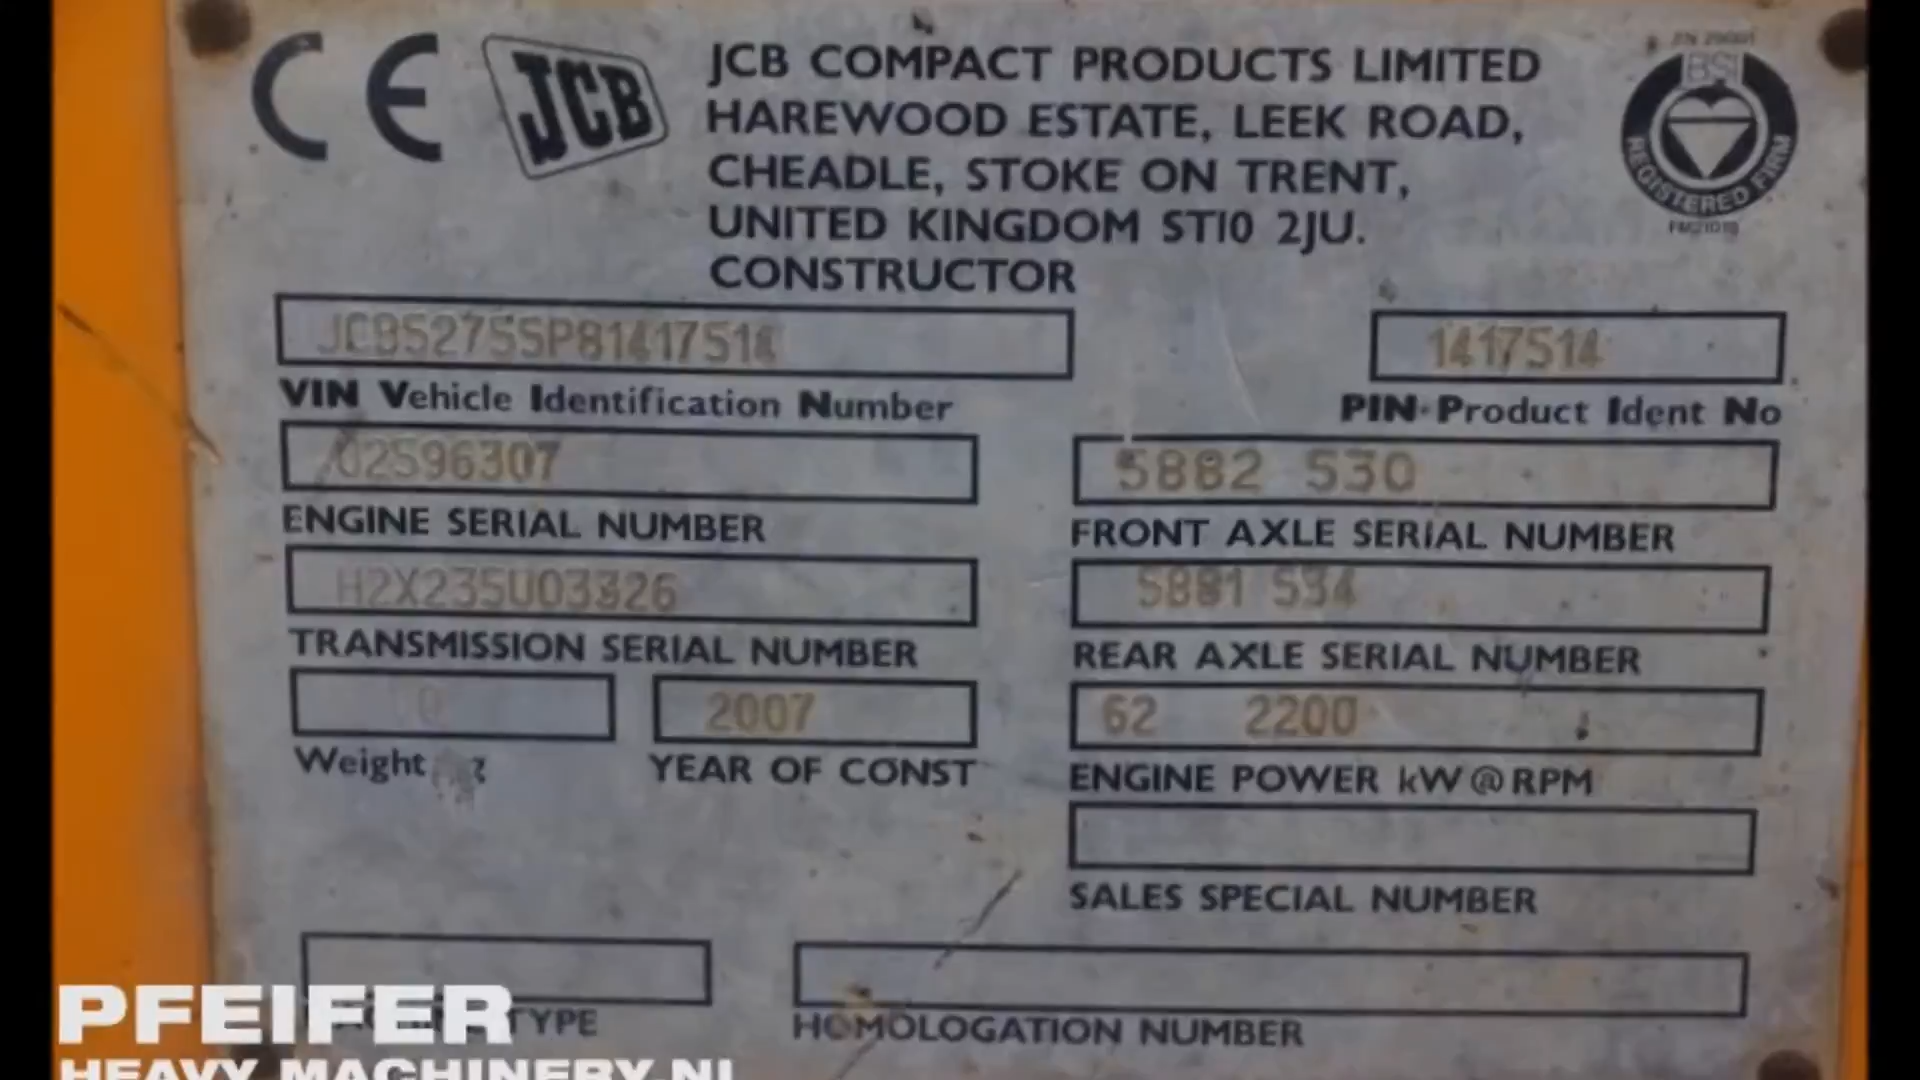 CE JCB JCB COMPACT PRODUCTS LIMITED
HAREWOOD ESTATE, LEEK ROAD,
CHEADLE, STOKE ON TRENT,
UNITED KINGDOM ST10 2JU.
CONSTRUCTOR
BSI
REGISTERED FIRM
JCB5275SP81417514
1417514
VIN Vehicle Identification Number
PIN-Product Ident No
U2596307
5882 530
ENGINE SERIAL NUMBER
FRONT AXLE SERIAL NUMBER
H2X235U03326
5881 534
TRANSMISSION SERIAL NUMBER
REAR AXLE SERIAL NUMBER
0
2007
62 2200
Weight
YEAR OF CONST
ENGINE POWER kW@RPM
SALES SPECIAL NUMBER
TYPE
HOMOLOGATION NUMBER
PFEIFER
HEAVY MACHINERY.NL